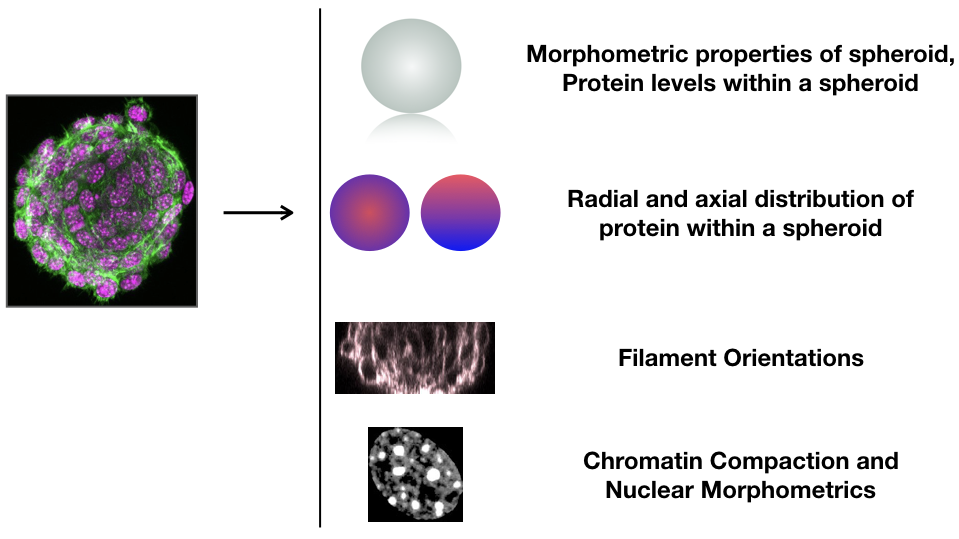 Morphometric properties of spheroid,
Protein levels within a spheroid
Radial and axial distribution of
protein within a spheroid
Filament Orientations
Chromatin Compaction and
Nuclear Morphometrics